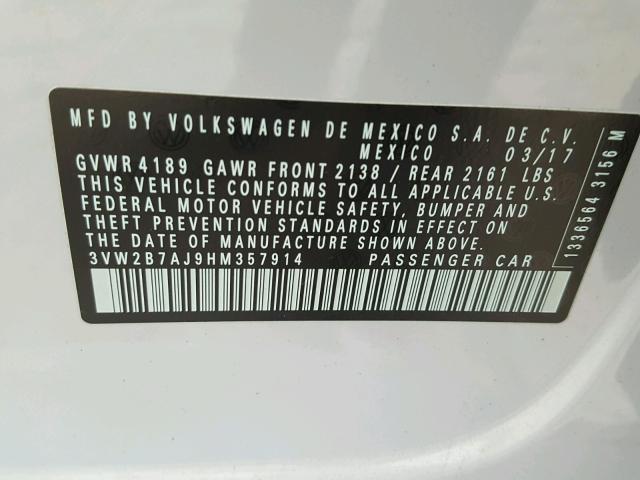 MFD BY VOLKSWAGEN DE MEXICO S.A. DE C.V.
MEXICO 03/17
GVWR 4189 GAWR FRONT 2138 / REAR 2161 LBS
THIS VEHICLE CONFORMS TO ALL APPLICABLE U.S.
FEDERAL MOTOR VEHICLE SAFETY, BUMPER AND
THEFT PREVENTION STANDARDS IN EFFECT ON
THE DATE OF MANUFACTURE SHOWN ABOVE.
3VW2B7AJ9HM357914 PASSENGER CAR
1336564 3156 M